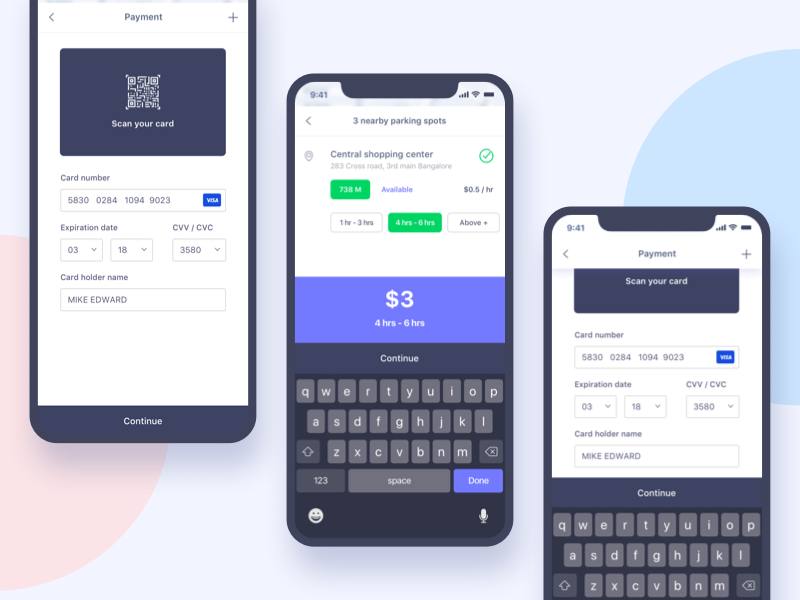 Payment
Scan your card
Card number
5830 0284 1094 9023
VISA
Expiration date CVV / CVC
03 18 3580
Card holder name
MIKE EDWARD
Continue
9:41
3 nearby parking spots
Central shopping center
283 Cross road, 3rd main Bangalore
738 M Available $0.5 / hr
1 hr - 3 hrs 4 hrs - 6 hrs Above +
$3
4 hrs - 6 hrs
Continue
q w e r t y u i o p
a s d f g h j k l
z x c v b n m
123 space Done
9:41
Payment
Scan your card
Card number
5830 0284 1094 9023
VISA
Expiration date CVV / CVC
03 18 3580
Card holder name
MIKE EDWARD
Continue
q w e r t y u i o p
a s d f g h j k l
z x c v b n m